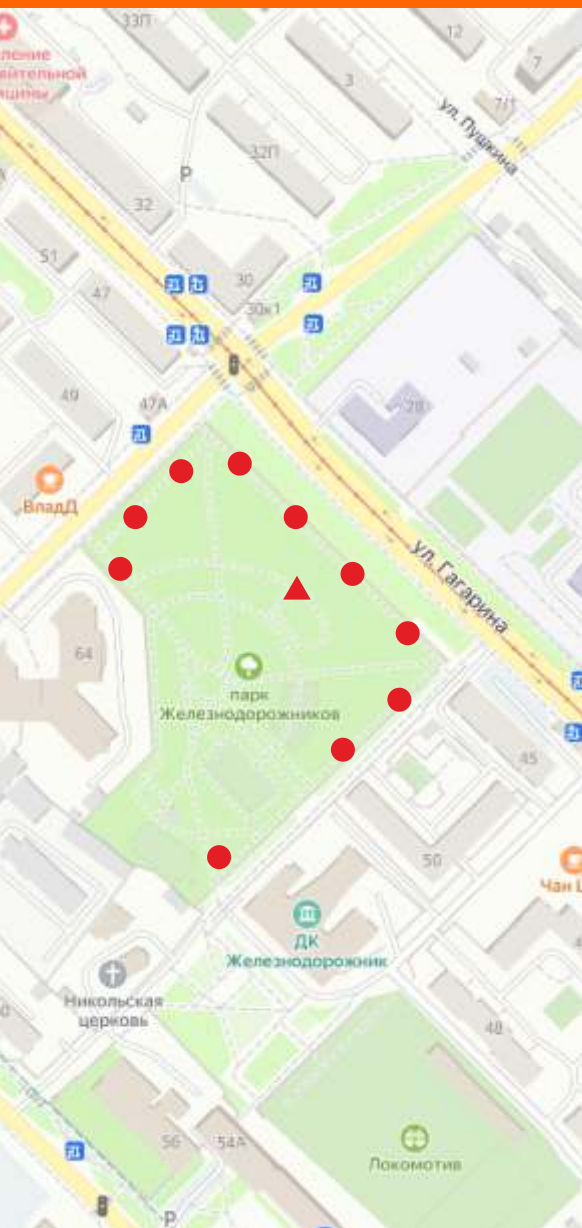 33П
12
7
3
7/1
ул. Пушкина
32П
P
32
51
47
30
30к1
49
47А
ВладД
ул. Гагарина
64
парк
Железнодорожников
45
50
Чан
ДК
Железнодорожник
Никольская
церковь
48
56
54А
Локомотив
P